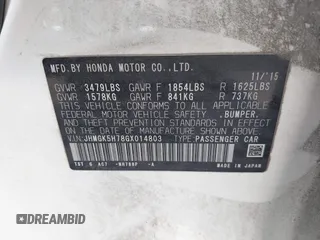 MFD.BY HONDA MOTOR CO.,LTD.
11/'15
GVWR 3479LBS GAWR F 1854LBS R 1625LBS
GVWR 1578KG GAWR F 841KG R 737KG
THIS VEHICLE CONFORMS TO ALL APPLICABLE
FEDERAL MOTOR VEHICLE SAFETY, BUMPER,
AND THEFT PREVENTION STANDARDS IN EFFECT
ON THE DATE OF MANUFACTURE SHOWN ABOVE.
V.I.N: JHMGK5H78GX014803 TYPE:PASSENGER CAR
MADE IN JAPAN
DEALERSHIP.CC